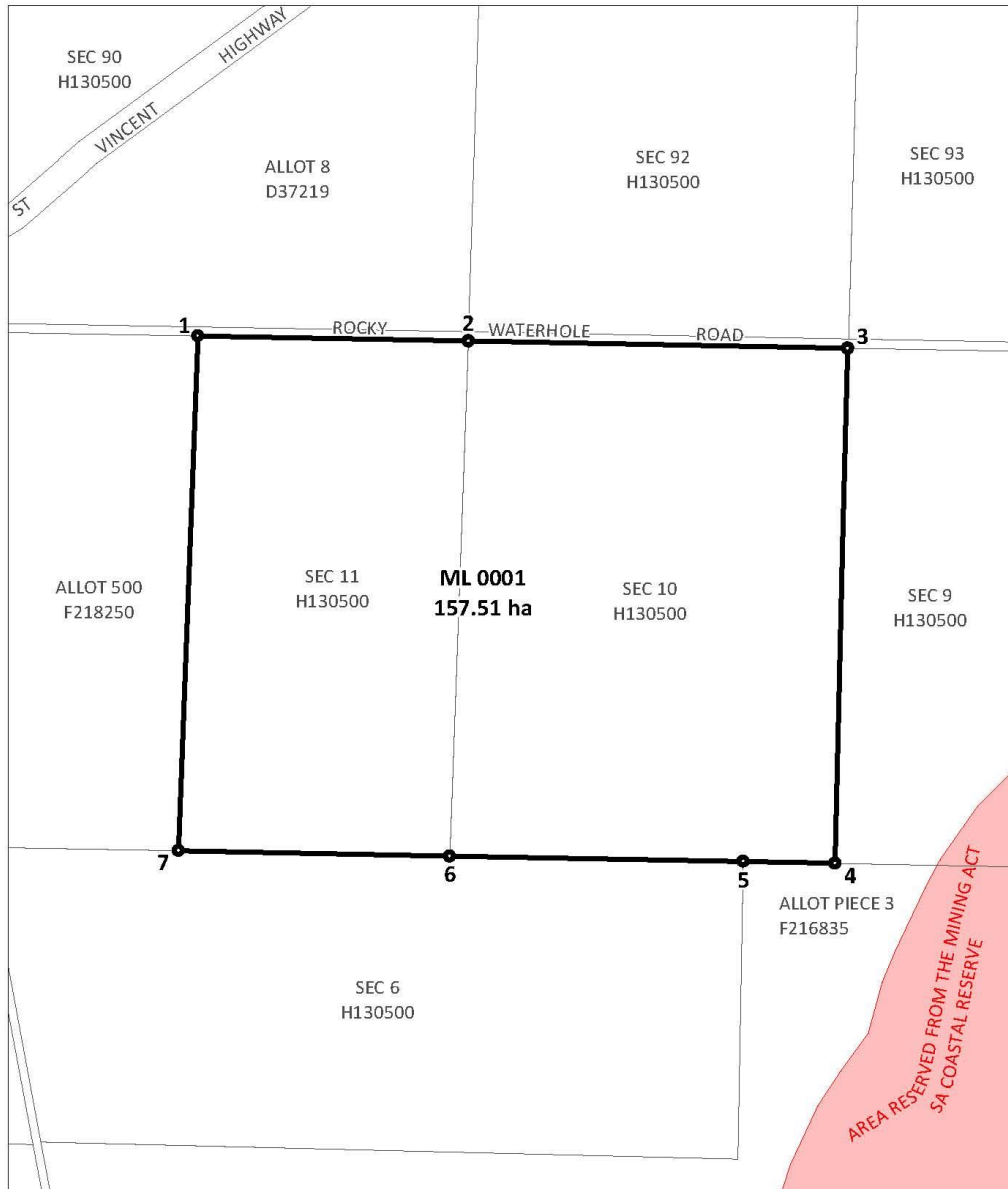 SEC 90
H130500
ST VINCENT HIGHWAY
ALLOT 8
D37219
SEC 92
H130500
SEC 93
H130500
1
2
3
ROCKY WATERHOLE ROAD
ALLOT 500
F218250
SEC 11
H130500
ML 0001
157.51 ha
SEC 10
H130500
SEC 9
H130500
7
6
5
4
ALLOT PIECE 3
F216835
SEC 6
H130500
AREA RESERVED FROM THE MINING ACT
SA COASTAL RESERVE